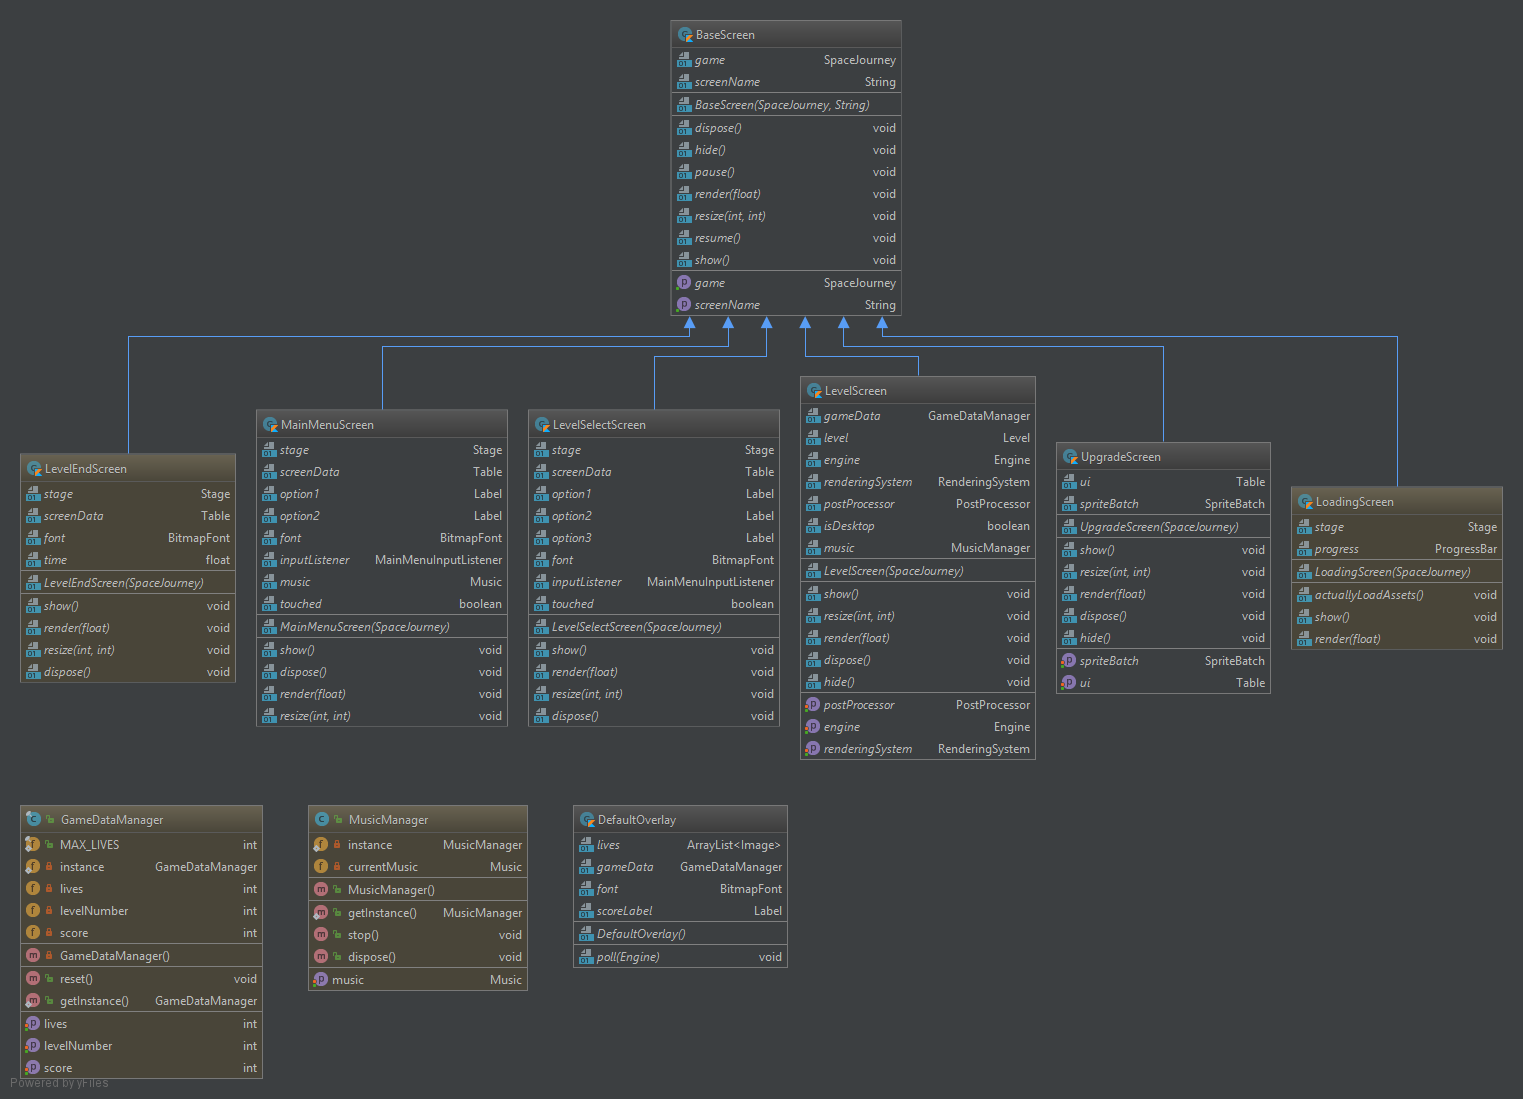 BaseScreen
game SpaceJourney
screenName String
BaseScreen(SpaceJourney, String)
dispose() void
hide() void
pause() void
render(float) void
resize(int, int) void
resume() void
show() void
game SpaceJourney
screenName String
LevelEndScreen
stage Stage
screenData Table
font BitmapFont
time float
LevelEndScreen(SpaceJourney)
show() void
render(float) void
resize(int, int) void
dispose() void
MainMenuScreen
stage Stage
screenData Table
option1 Label
option2 Label
font BitmapFont
inputListener MainMenuInputListener
music Music
touched boolean
MainMenuScreen(SpaceJourney)
show() void
dispose() void
render(float) void
resize(int, int) void
LevelSelectScreen
stage Stage
screenData Table
option1 Label
option2 Label
option3 Label
font BitmapFont
inputListener MainMenuInputListener
touched boolean
LevelSelectScreen(SpaceJourney)
show() void
render(float) void
resize(int, int) void
dispose() void
LevelScreen
gameData GameDataManager
level Level
engine Engine
renderingSystem RenderingSystem
postProcessor PostProcessor
isDesktop boolean
music MusicManager
LevelScreen(SpaceJourney)
show() void
resize(int, int) void
render(float) void
dispose() void
hide() void
postProcessor PostProcessor
engine Engine
renderingSystem RenderingSystem
UpgradeScreen
ui Table
spriteBatch SpriteBatch
UpgradeScreen(SpaceJourney)
show() void
resize(int, int) void
render(float) void
dispose() void
hide() void
spriteBatch SpriteBatch
ui Table
LoadingScreen
stage Stage
progress ProgressBar
LoadingScreen(SpaceJourney)
actuallyLoadAssets() void
show() void
render(float) void
GameDataManager
MAX_LIVES int
instance GameDataManager
lives int
levelNumber int
score int
GameDataManager()
reset() void
getInstance() GameDataManager
lives int
levelNumber int
score int
MusicManager
instance MusicManager
currentMusic Music
MusicManager()
getInstance() MusicManager
stop() void
dispose() void
music Music
DefaultOverlay
lives ArrayList<Image>
gameData GameDataManager
font BitmapFont
scoreLabel Label
DefaultOverlay()
poll(Engine) void
Powered by yFiles